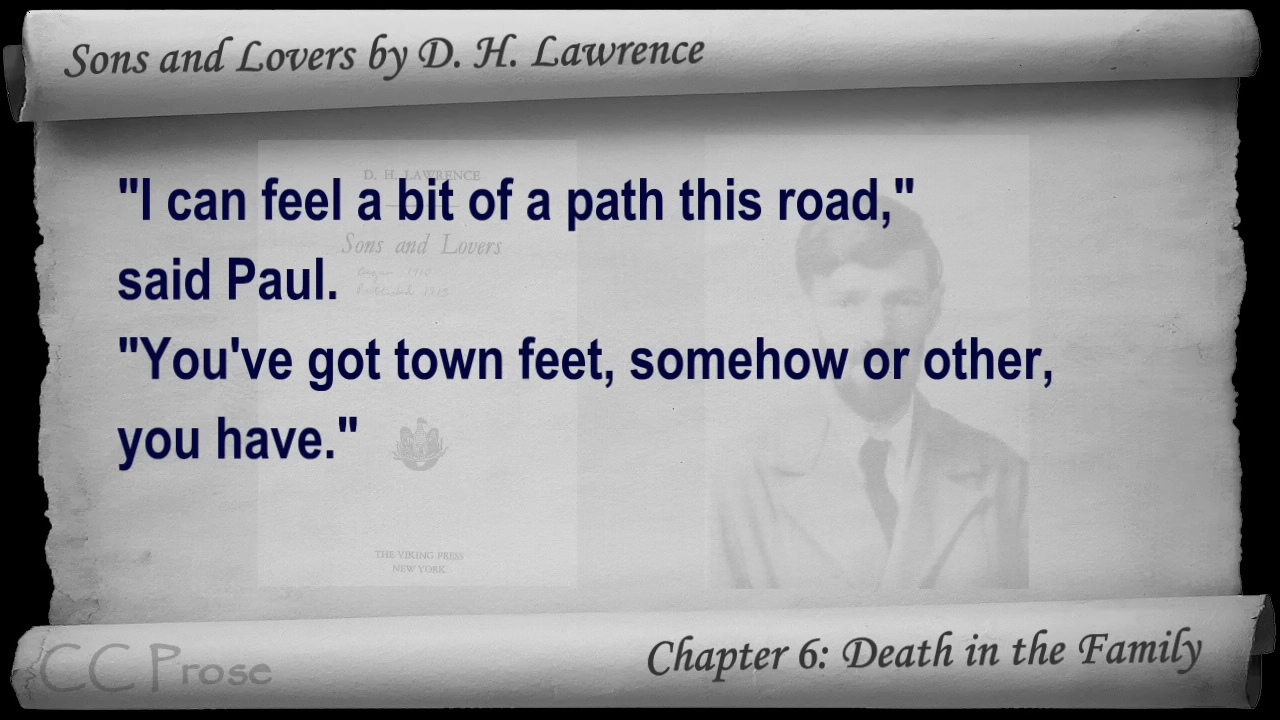 Sons and Lovers by D. H. Lawrence
D. H. LAWRENCE
"I can feel a bit of a path this road,"
Sons and Lovers
said Paul.
"You've got town feet, somehow or other,
you have."
THE VIKING PRESS
NEW YORK
Chapter 6: Death in the Family
CC Prose